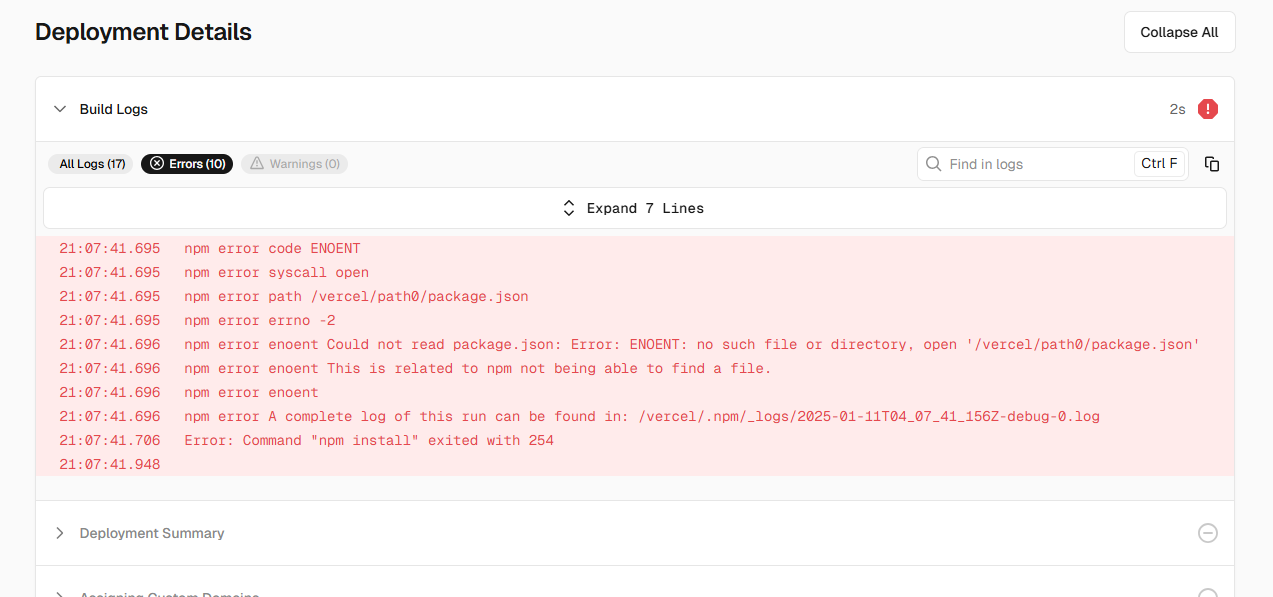 Deployment Details
Collapse All
Build Logs
2s
All Logs (17)
Errors (10)
Warnings (0)
Find in logs
Ctrl F
Expand 7 Lines
21:07:41.695 npm error code ENOENT
21:07:41.695 npm error syscall open
21:07:41.695 npm error path /vercel/path0/package.json
21:07:41.695 npm error errno -2
21:07:41.696 npm error enoent Could not read package.json: Error: ENOENT: no such file or directory, open '/vercel/path0/package.json'
21:07:41.696 npm error enoent This is related to npm not being able to find a file.
21:07:41.696 npm error enoent
21:07:41.696 npm error A complete log of this run can be found in: /vercel/.npm/_logs/2025-01-11T04_07_41_156Z-debug-0.log
21:07:41.706 Error: Command "npm install" exited with 254
21:07:41.948
Deployment Summary
Assigning Custom Domains